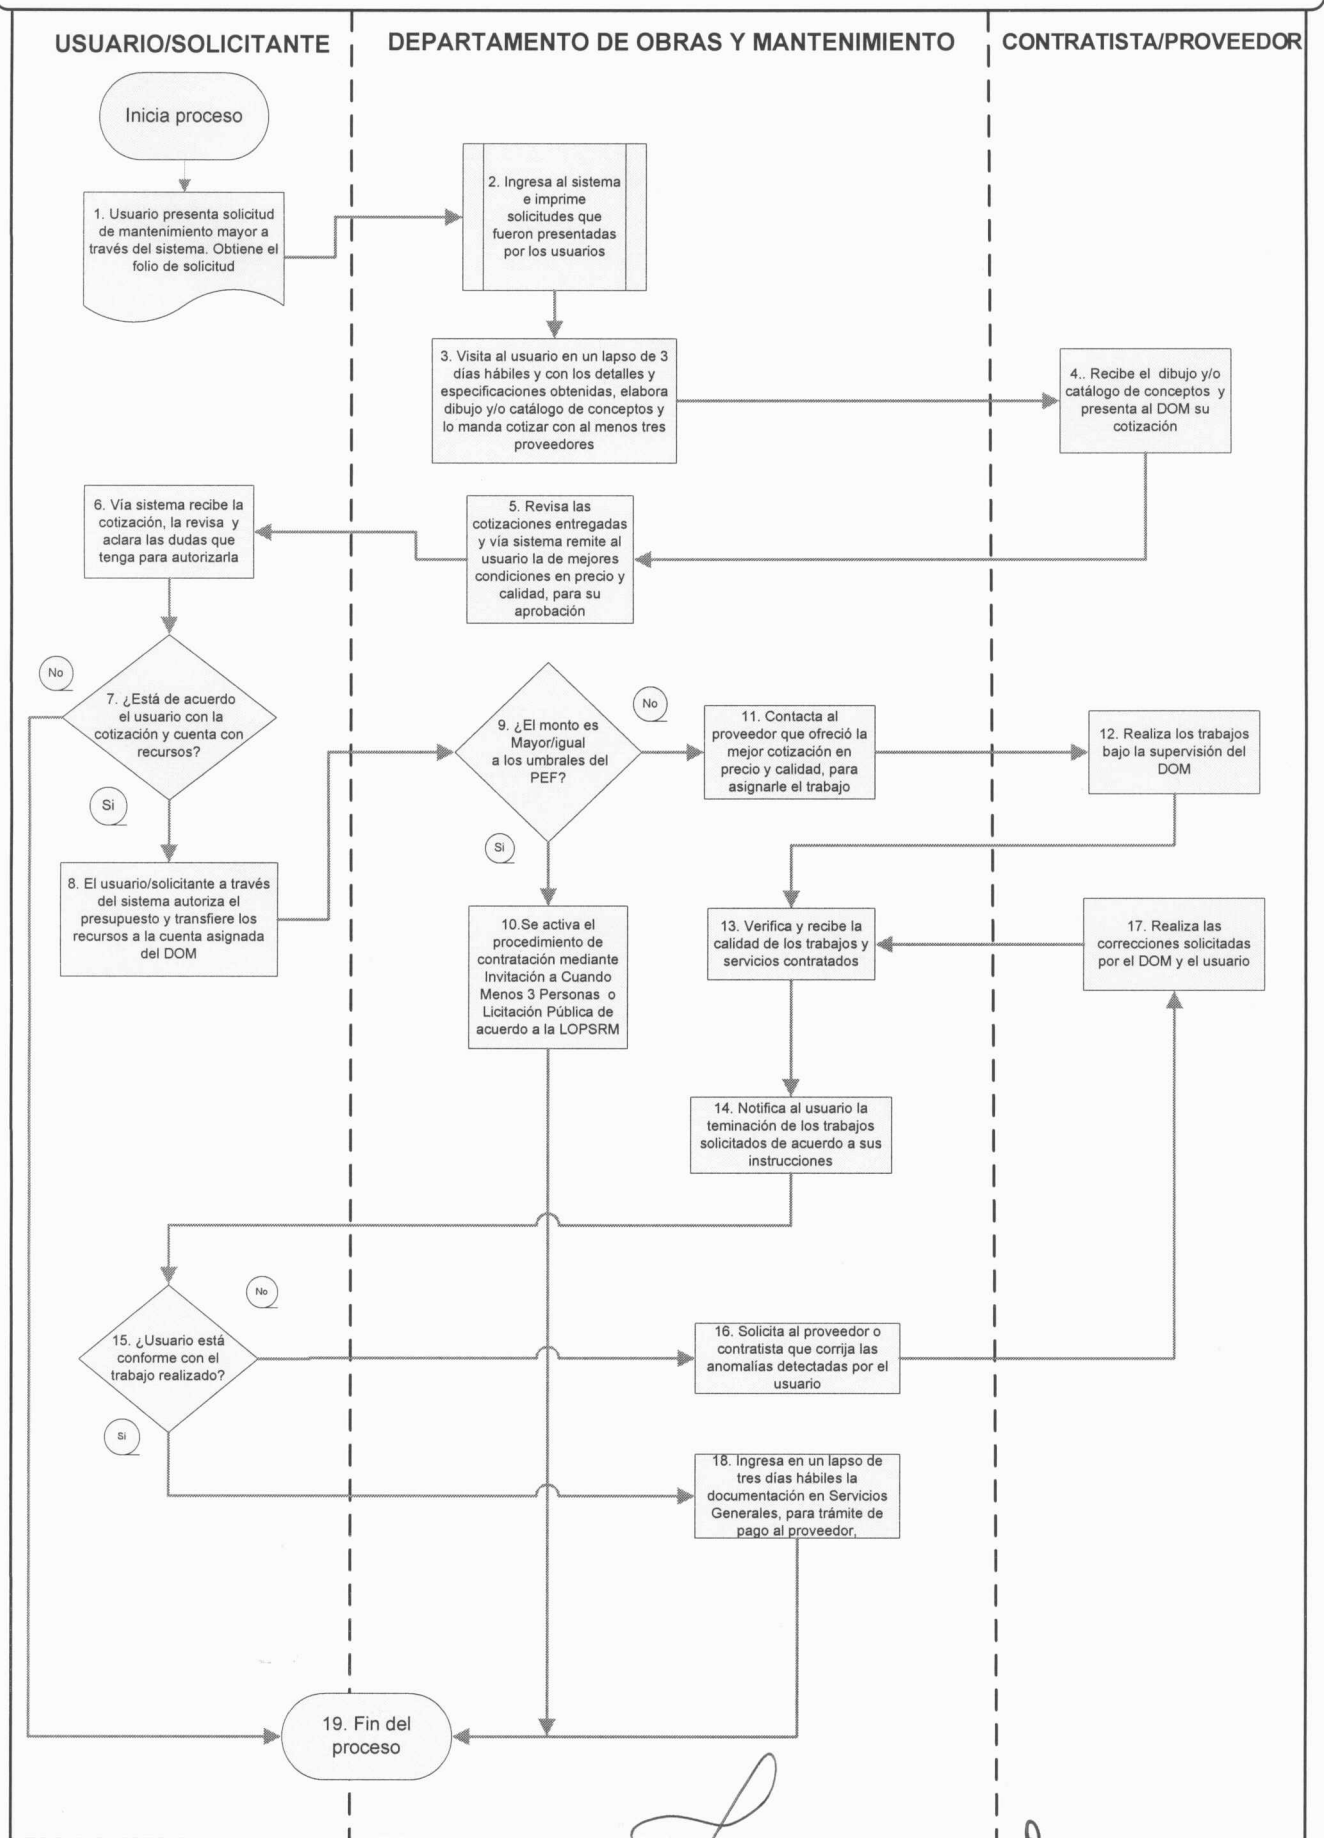 USUARIO/SOLICITANTE
DEPARTAMENTO DE OBRAS Y MANTENIMIENTO
CONTRATISTA/PROVEEDOR
Inicia proceso
1. Usuario presenta solicitud
de mantenimiento mayor a
través del sistema. Obtiene el
folio de solicitud
2. Ingresa al sistema
e imprime
solicitudes que
fueron presentadas
por los usuarios
3. Visita al usuario en un lapso de 3
días hábiles y con los detalles y
especificaciones obtenidas, elabora
dibujo y/o catálogo de conceptos y
lo manda cotizar con al menos tres
proveedores
4.. Recibe el dibujo y/o
catálogo de conceptos y
presenta al DOM su
cotización
5. Revisa las
cotizaciones entregadas
y vía sistema remite al
usuario la de mejores
condiciones en precio y
calidad, para su
aprobación
6. Vía sistema recibe la
cotización, la revisa y
aclara las dudas que
tenga para autorizarla
No
7. ¿Está de acuerdo
el usuario con la
cotización y cuenta con
recursos?
Si
8. El usuario/solicitante a través
del sistema autoriza el
presupuesto y transfiere los
recursos a la cuenta asignada
del DOM
9. ¿El monto es
Mayor/igual
a los umbrales del
PEF?
No
Si
10.Se activa el
procedimiento de
contratación mediante
Invitación a Cuando
Menos 3 Personas o
Licitación Pública de
acuerdo a la LOPSRM
11. Contacta al
proveedor que ofreció la
mejor cotización en
precio y calidad, para
asignarle el trabajo
12. Realiza los trabajos
bajo la supervisión del
DOM
13. Verifica y recibe la
calidad de los trabajos y
servicios contratados
17. Realiza las
correcciones solicitadas
por el DOM y el usuario
14. Notifica al usuario la
teminación de los trabajos
solicitados de acuerdo a sus
instrucciones
No
15. ¿Usuario está
conforme con el
trabajo realizado?
Si
16. Solicita al proveedor o
contratista que corrija las
anomalías detectadas por el
usuario
18. Ingresa en un lapso de
tres días hábiles la
documentación en Servicios
Generales, para trámite de
pago al proveedor,
19. Fin del
proceso